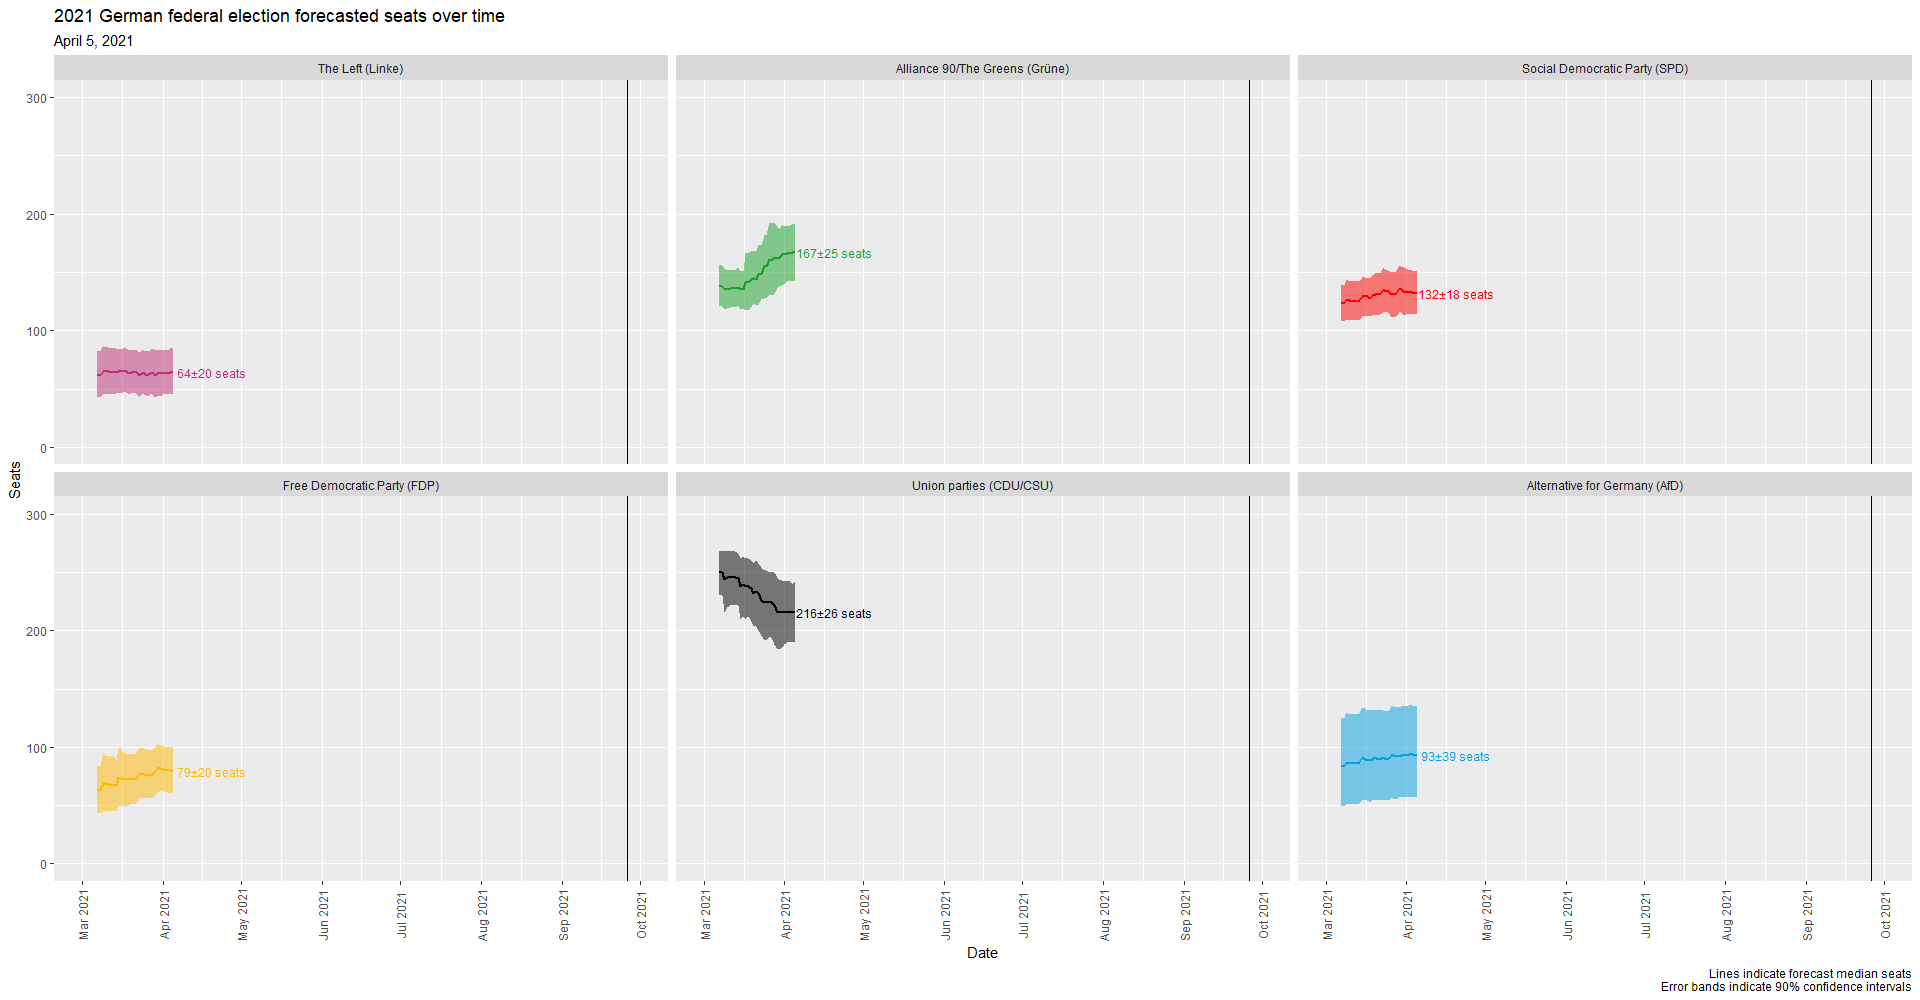 2021 German federal election forecasted seats over time
April 5, 2021
The Left (Linke)
Alliance 90/The Greens (Grüne)
Social Democratic Party (SPD)
300
200
100
0
64±20 seats
167±25 seats
132±18 seats
Seats
Free Democratic Party (FDP)
Union parties (CDU/CSU)
Alternative for Germany (AfD)
300
200
100
0
79±20 seats
216±26 seats
93±39 seats
Mar 2021
Apr 2021
May 2021
Jun 2021
Jul 2021
Aug 2021
Sep 2021
Oct 2021
Mar 2021
Apr 2021
May 2021
Jun 2021
Jul 2021
Aug 2021
Sep 2021
Oct 2021
Mar 2021
Apr 2021
May 2021
Jun 2021
Jul 2021
Aug 2021
Sep 2021
Oct 2021
Date
Lines indicate forecast median seats
Error bands indicate 90% confidence intervals